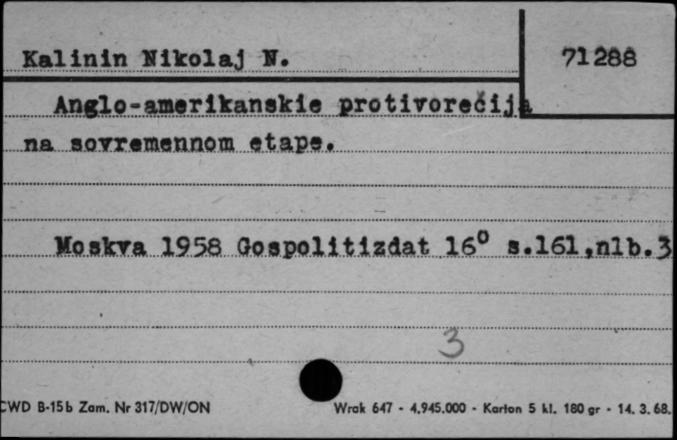 Kalinin Nikolaj N.
71288
Anglo-amerikanskie protivorečija
na sovremennom etape.
Moskva 1958 Gospolitizdat 16⁰ s.161,nlb.3
3
CWD B-15b Zam. Nr 317/DW/ON
Wrak 647 - 4.945.000 - Karton 5 kl. 180 gr - 14. 3. 68.